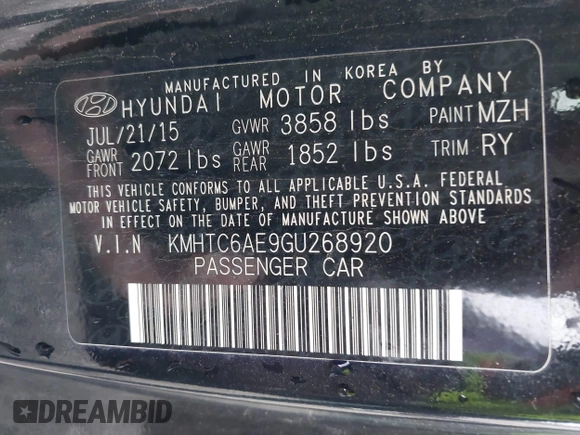 MANUFACTURED IN KOREA BY
HYUNDAI MOTOR COMPANY
JUL/21/15 GVWR 3858 lbs PAINT MZH
GAWR FRONT 2072 lbs GAWR REAR 1852 lbs TRIM RY
THIS VEHICLE CONFORMS TO ALL APPLICABLE U.S.A. FEDERAL
MOTOR VEHICLE SAFETY, BUMPER, AND THEFT PREVENTION STANDARDS
IN EFFECT ON THE DATE OF MANUFACTURE SHOWN ABOVE.
V.I.N KMHTC6AE9GU268920
PASSENGER CAR
DREAMBID